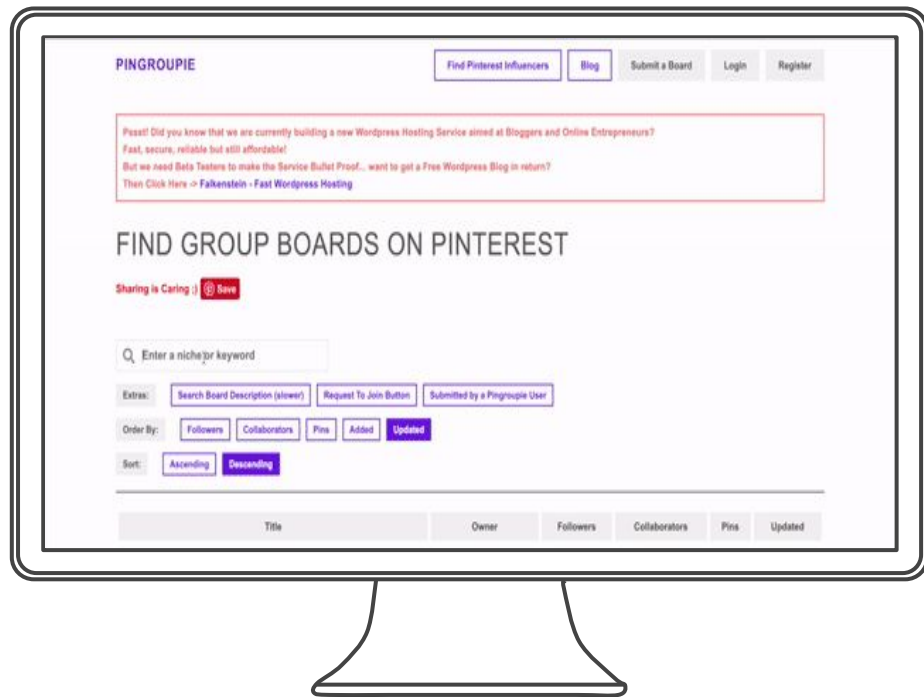 PINGROUPIE
Find Pinterest Influencers Blog Submit a Board Login Register
Pssst! Did you know that we are currently building a new Wordpress Hosting Service aimed at Bloggers and Online Entrepreneurs?
Fast, secure, reliable but still affordable!
But we need Beta Testers to make the Service Bullet Proof... want to get a Free Wordpress Blog in return?
Then Click Here -> Falkenstein - Fast Wordpress Hosting
FIND GROUP BOARDS ON PINTEREST
Sharing is Caring ;) Save
Enter a niche or keyword
Extras: Search Board Description (slower) Request To Join Button Submitted by a Pingroupie User
Order By: Followers Collaborators Pins Added Updated
Sort: Ascending Descending
Title Owner Followers Collaborators Pins Updated